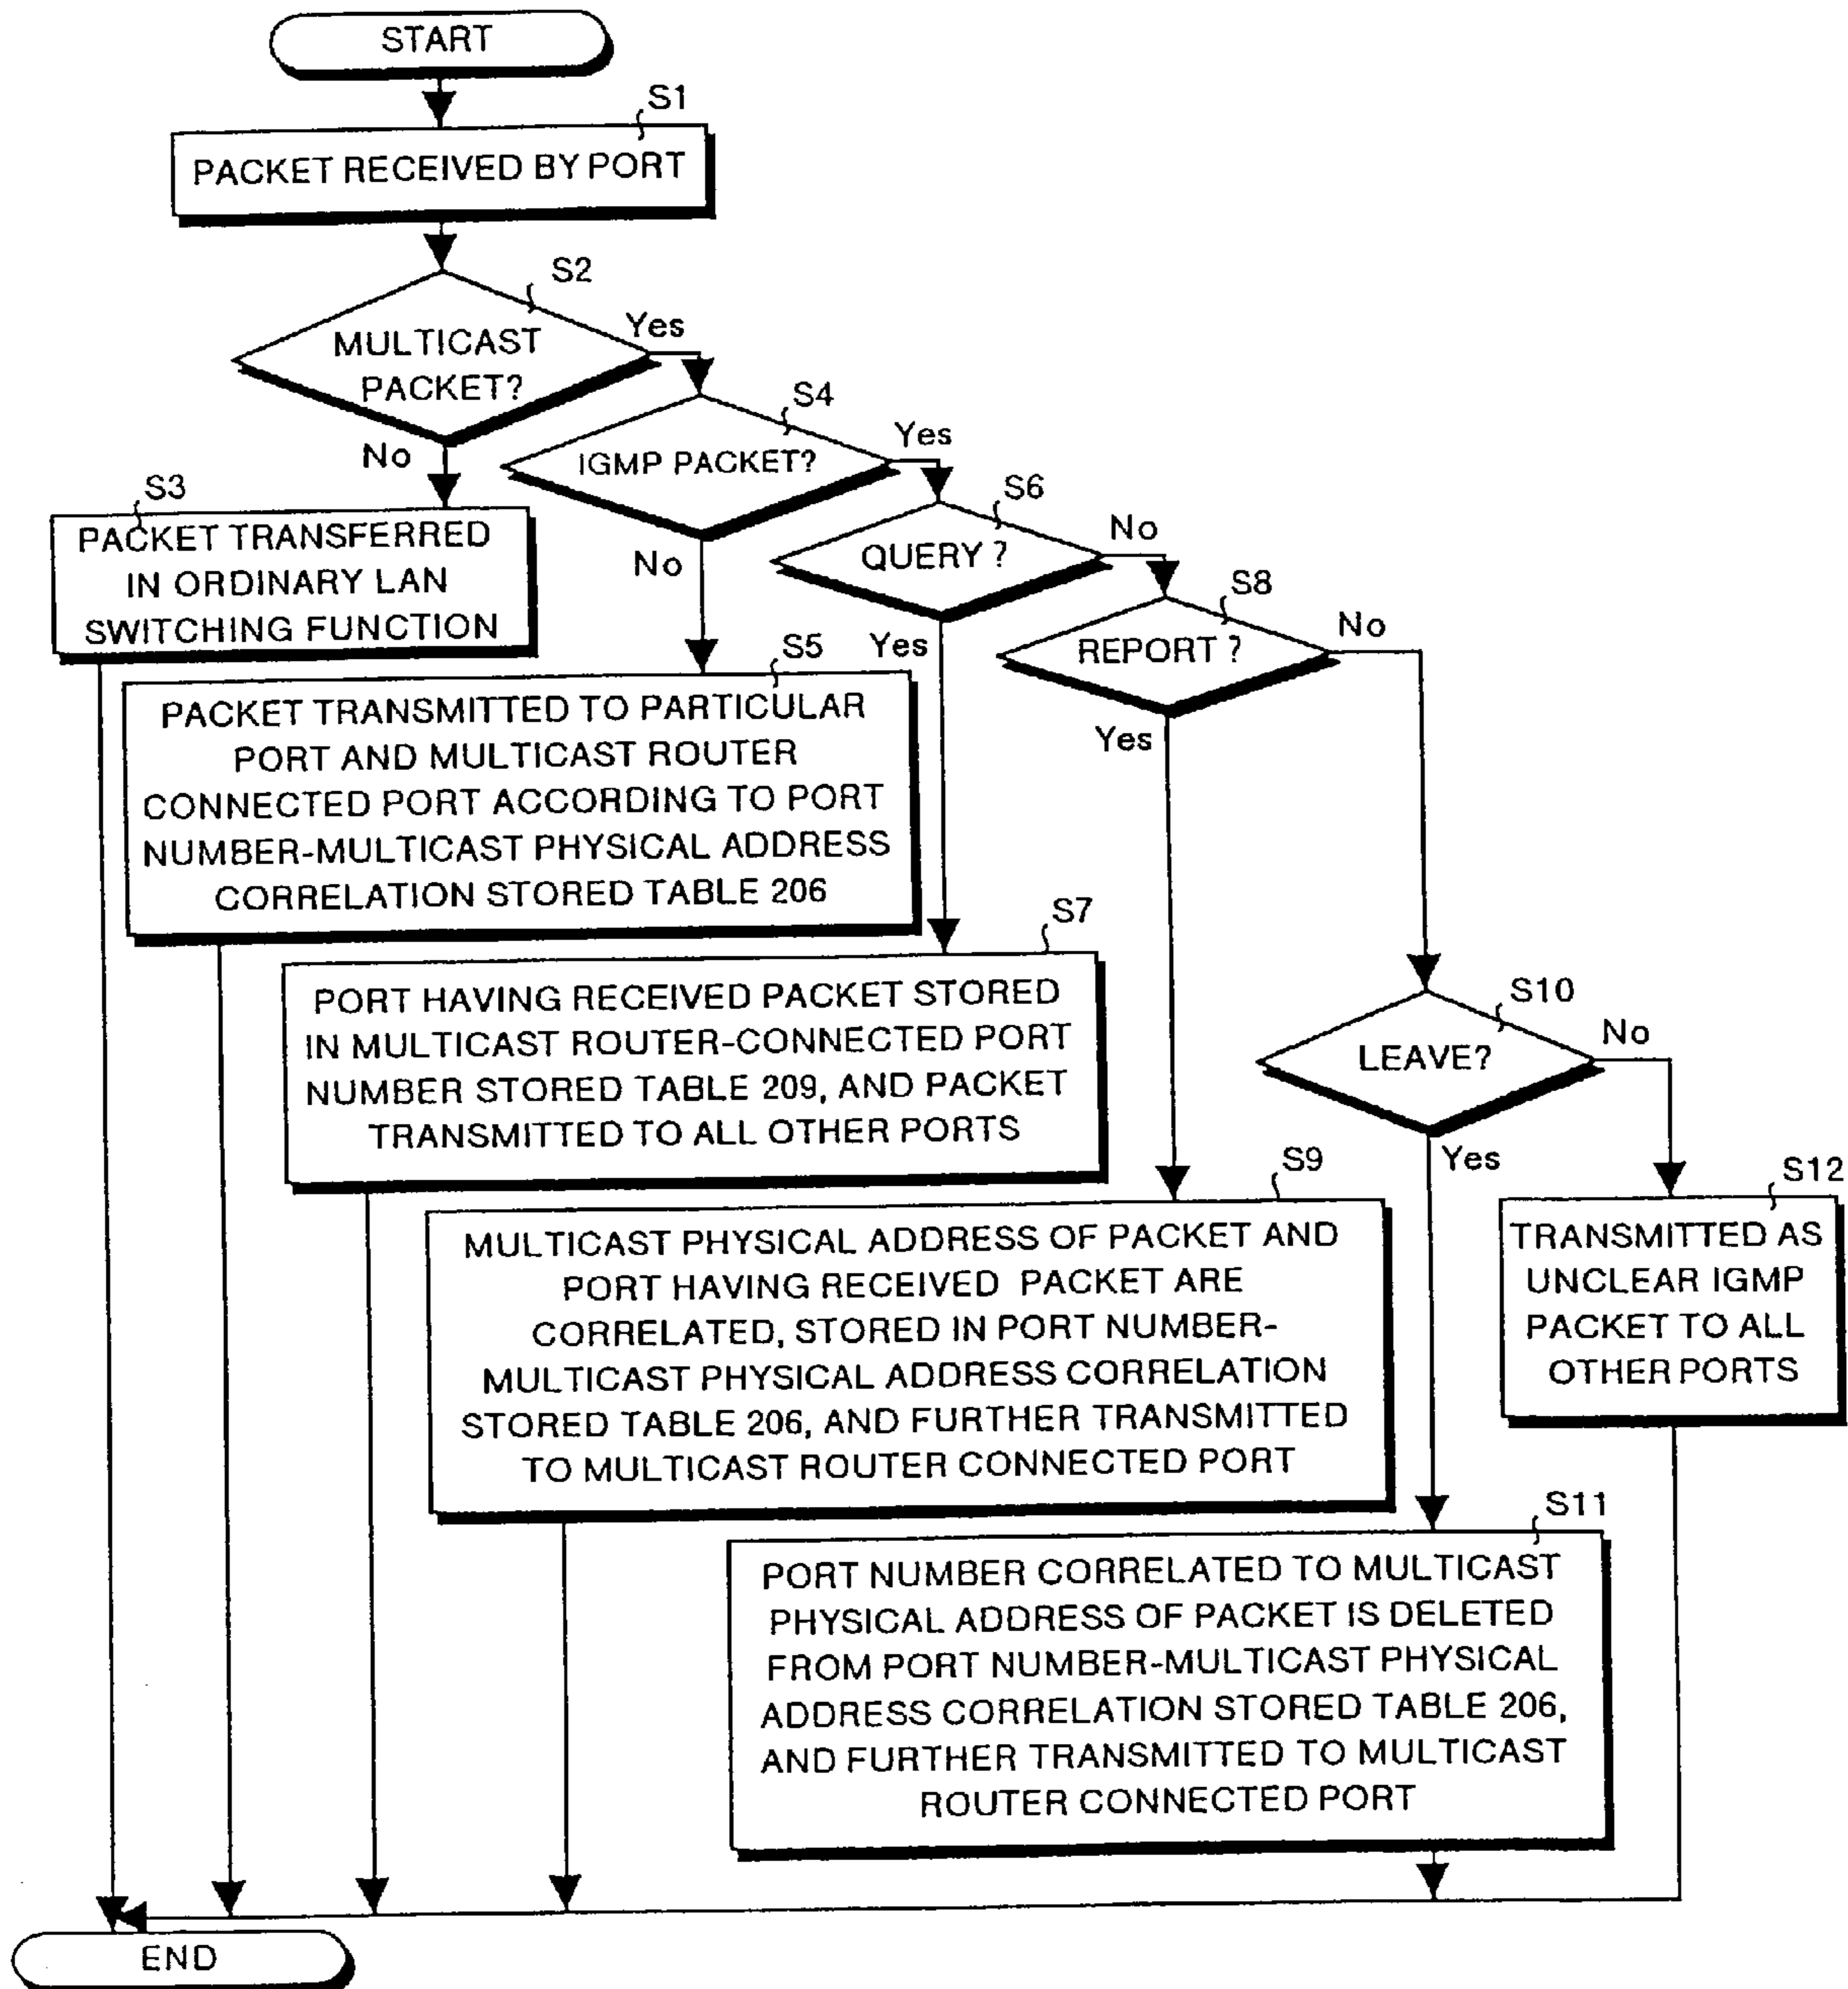 START
S1
PACKET RECEIVED BY PORT
S2
MULTICAST
PACKET?
Yes
No
S3
PACKET TRANSFERRED
IN ORDINARY LAN
SWITCHING FUNCTION
S4
IGMP PACKET?
Yes
No
S5
PACKET TRANSMITTED TO PARTICULAR
PORT AND MULTICAST ROUTER
CONNECTED PORT ACCORDING TO PORT
NUMBER-MULTICAST PHYSICAL ADDRESS
CORRELATION STORED TABLE 206
S6
QUERY ?
No
Yes
S7
PORT HAVING RECEIVED PACKET STORED
IN MULTICAST ROUTER-CONNECTED PORT
NUMBER STORED TABLE 209, AND PACKET
TRANSMITTED TO ALL OTHER PORTS
S8
REPORT ?
No
Yes
S9
MULTICAST PHYSICAL ADDRESS OF PACKET AND
PORT HAVING RECEIVED PACKET ARE
CORRELATED, STORED IN PORT NUMBER-
MULTICAST PHYSICAL ADDRESS CORRELATION
STORED TABLE 206, AND FURTHER TRANSMITTED
TO MULTICAST ROUTER CONNECTED PORT
S10
LEAVE?
No
Yes
S12
TRANSMITTED AS
UNCLEAR IGMP
PACKET TO ALL
OTHER PORTS
S11
PORT NUMBER CORRELATED TO MULTICAST
PHYSICAL ADDRESS OF PACKET IS DELETED
FROM PORT NUMBER-MULTICAST PHYSICAL
ADDRESS CORRELATION STORED TABLE 206,
AND FURTHER TRANSMITTED TO MULTICAST
ROUTER CONNECTED PORT
END